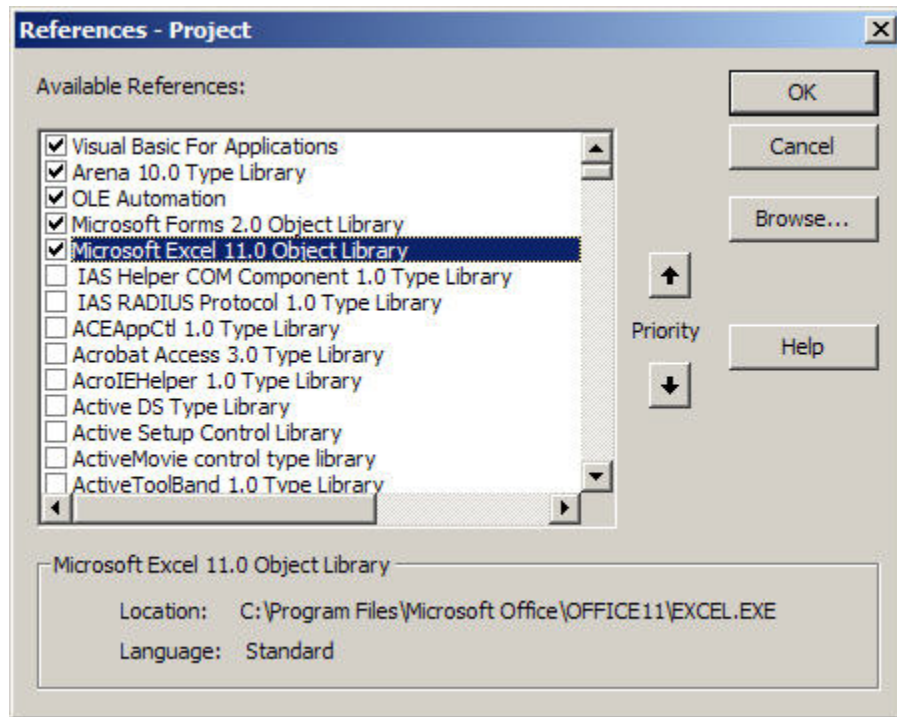 References - Project
Available References:
OK
Cancel
Browse...
Priority
Help
Visual Basic For Applications
Arena 10.0 Type Library
OLE Automation
Microsoft Forms 2.0 Object Library
Microsoft Excel 11.0 Object Library
IAS Helper COM Component 1.0 Type Library
IAS RADIUS Protocol 1.0 Type Library
ACEAppCtl 1.0 Type Library
Acrobat Access 3.0 Type Library
AcroIEHelper 1.0 Type Library
Active DS Type Library
Active Setup Control Library
ActiveMovie control type library
ActiveToolBand 1.0 Type Library
Microsoft Excel 11.0 Object Library
Location: C:\Program Files\Microsoft Office\OFFICE11\EXCEL.EXE
Language: Standard